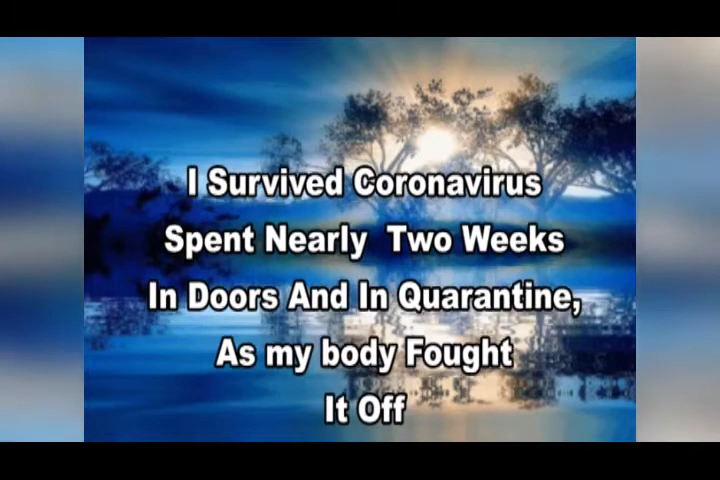 I Survived Coronavirus
Spent Nearly Two Weeks
In Doors And In Quarantine,
As my body Fought
It Off